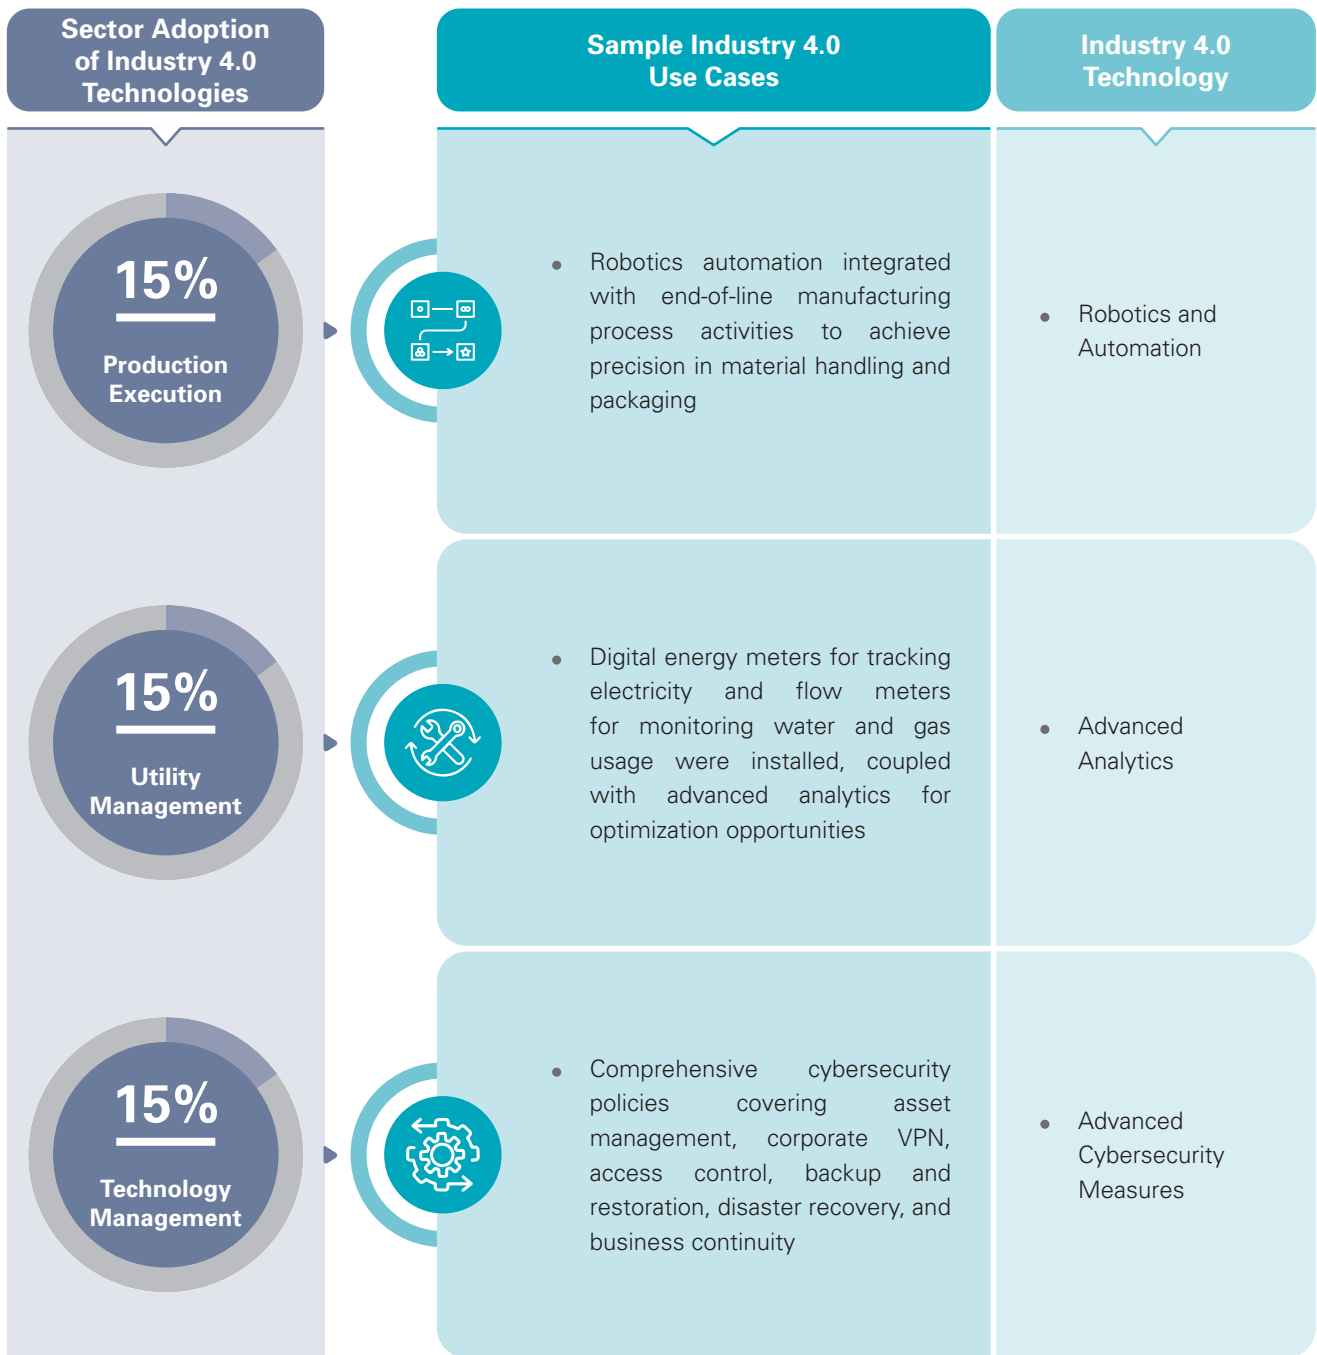 Sector Adoption
of Industry 4.0
Technologies
Sample Industry 4.0
Use Cases
Industry 4.0
Technology
15%
Production
Execution
• Robotics automation integrated
with end-of-line manufacturing
process activities to achieve
precision in material handling and
packaging
• Robotics and
Automation
15%
Utility
Management
• Digital energy meters for tracking
electricity and flow meters
for monitoring water and gas
usage were installed, coupled
with advanced analytics for
optimization opportunities
• Advanced
Analytics
15%
Technology
Management
• Comprehensive cybersecurity
policies covering asset
management, corporate VPN,
access control, backup and
restoration, disaster recovery, and
business continuity
• Advanced
Cybersecurity
Measures